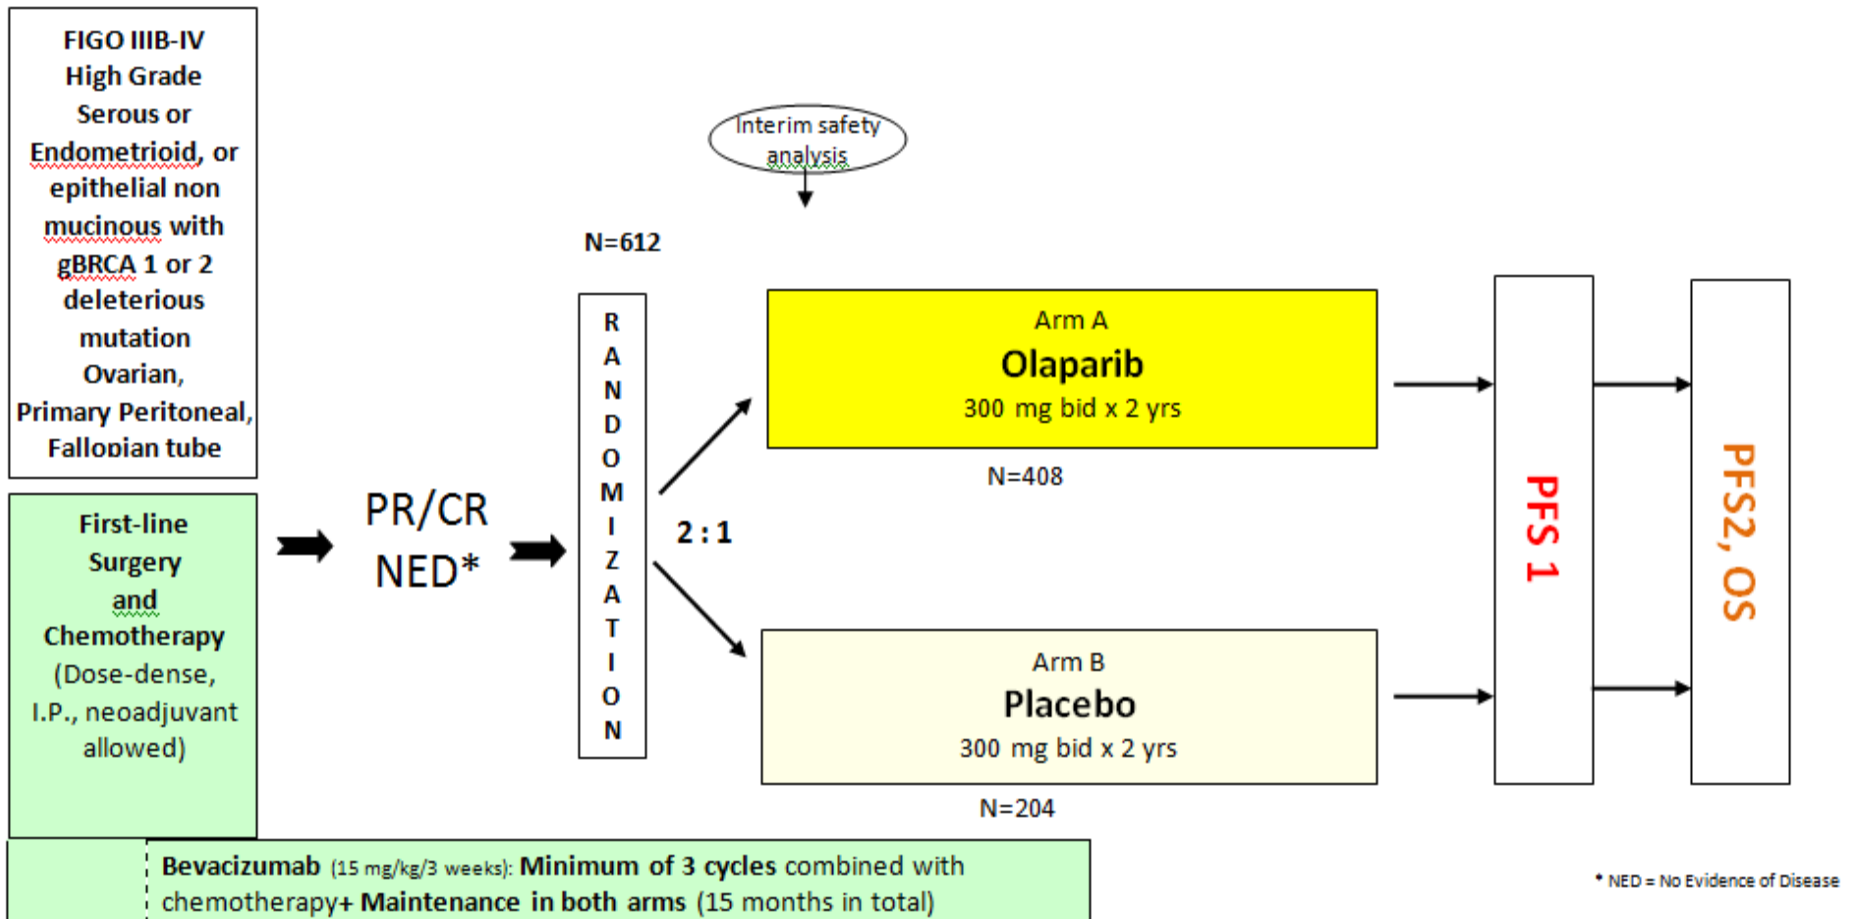 FIGO IIIB-IV
High Grade
Serous or
Endometrioid, or
epithelial non
mucinous with
gBRCA 1 or 2
deleterious
mutation
Ovarian,
Primary Peritoneal,
Fallopian tube
First-line
Surgery
and
Chemotherapy
(Dose-dense,
I.P., neoadjuvant
allowed)
PR/CR
NED*
N=612
RANDOMIZATION
2 : 1
Interim safety
analysis
Arm A
Olaparib
300 mg bid x 2 yrs
N=408
Arm B
Placebo
300 mg bid x 2 yrs
N=204
PFS 1
PFS2, OS
Bevacizumab (15 mg/kg/3 weeks): Minimum of 3 cycles combined with
chemotherapy+ Maintenance in both arms (15 months in total)
* NED = No Evidence of Disease